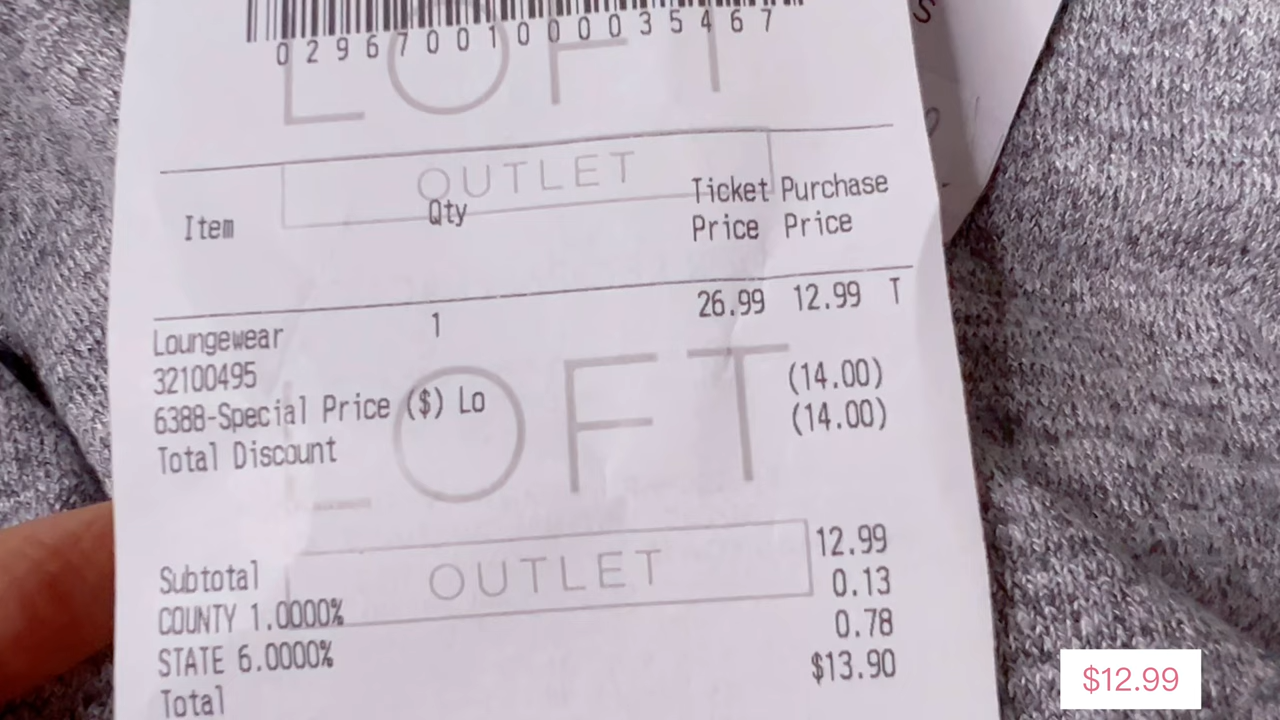 0296700100003 5467
LOFT
OUTLET
Item Qty Ticket Price Purchase Price
Loungewear 1 26.99 12.99 T
32100495
6388-Special Price ($) Lo (14.00)
Total Discount (14.00)
LOFT
OUTLET
Subtotal 12.99
COUNTY 1.0000% 0.13
STATE 6.0000% 0.78
Total $13.90
$12.99